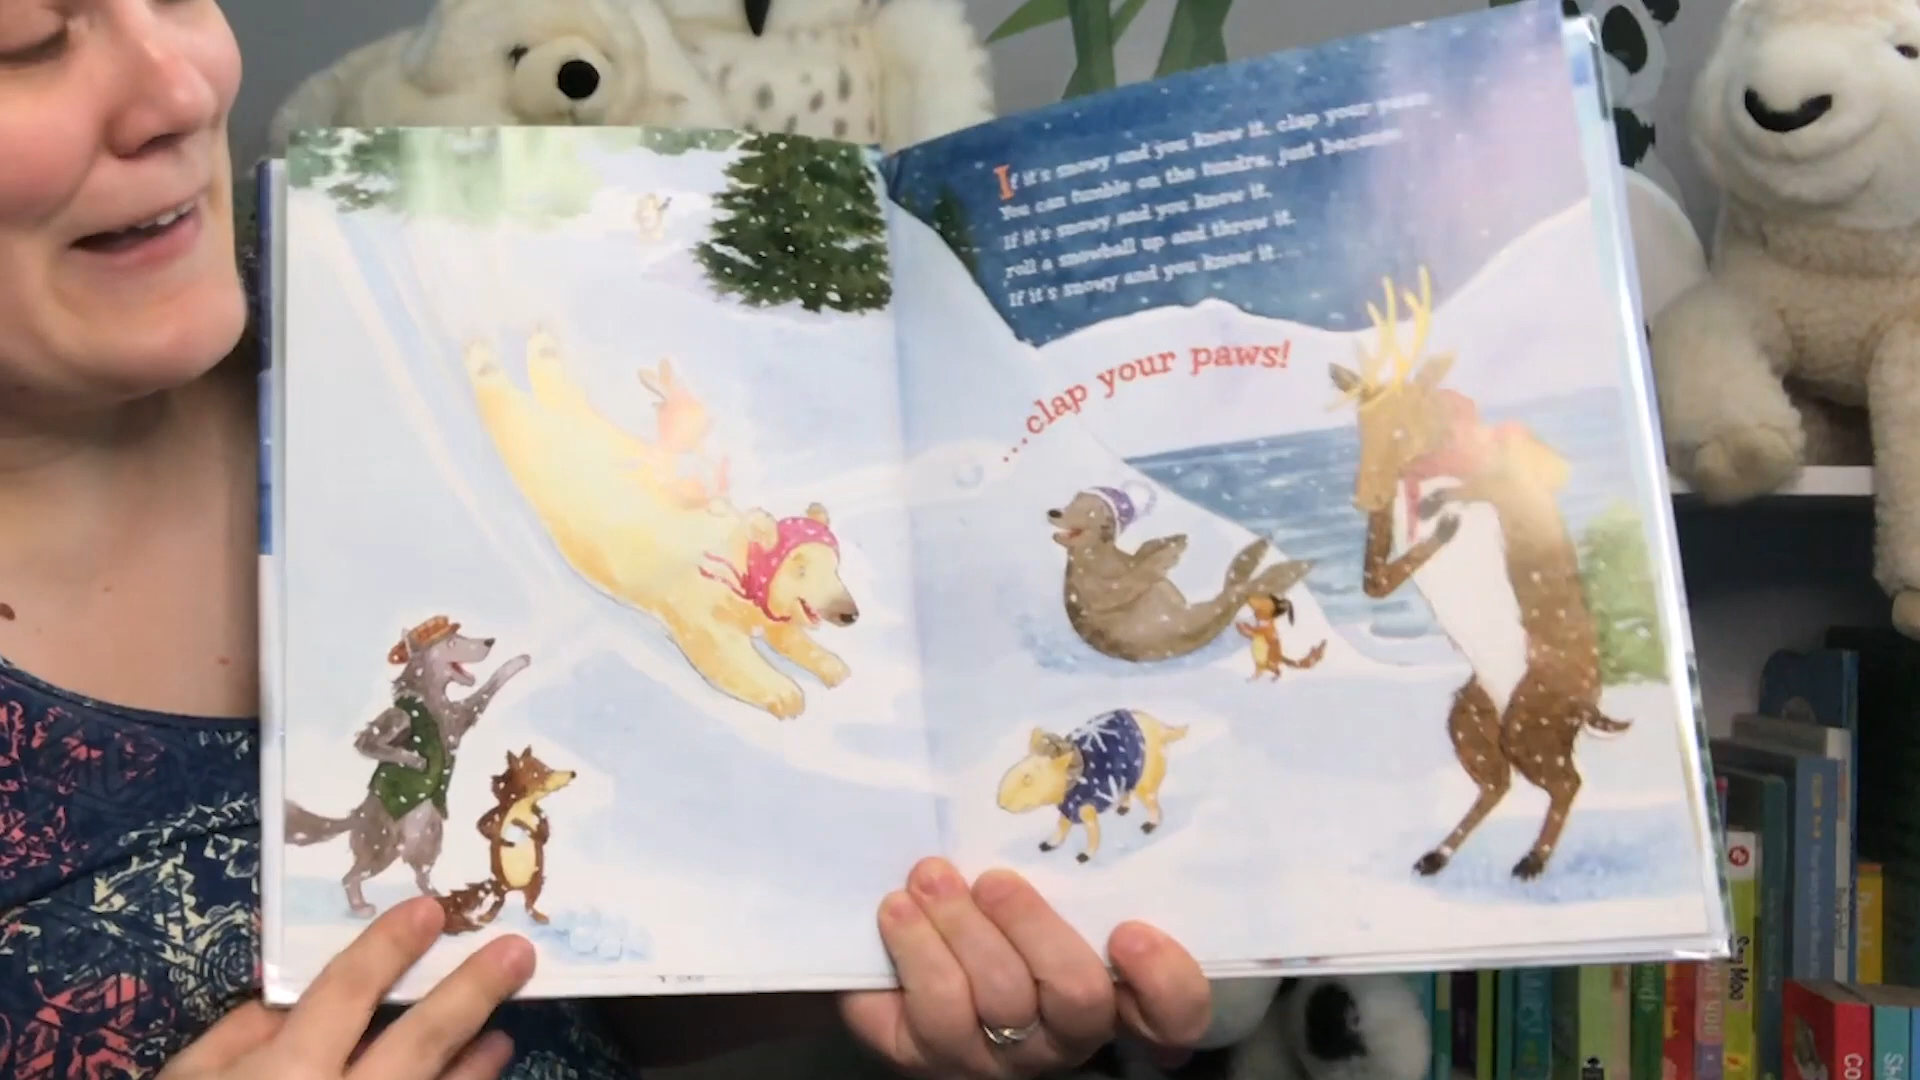 If it's snowy and you know it, clap your paws.
You can tumble on the tundra, just because.
If it's snowy and you know it,
roll a snowball up and throw it.
If it's snowy and you know it...
...clap your paws!
Say Moo